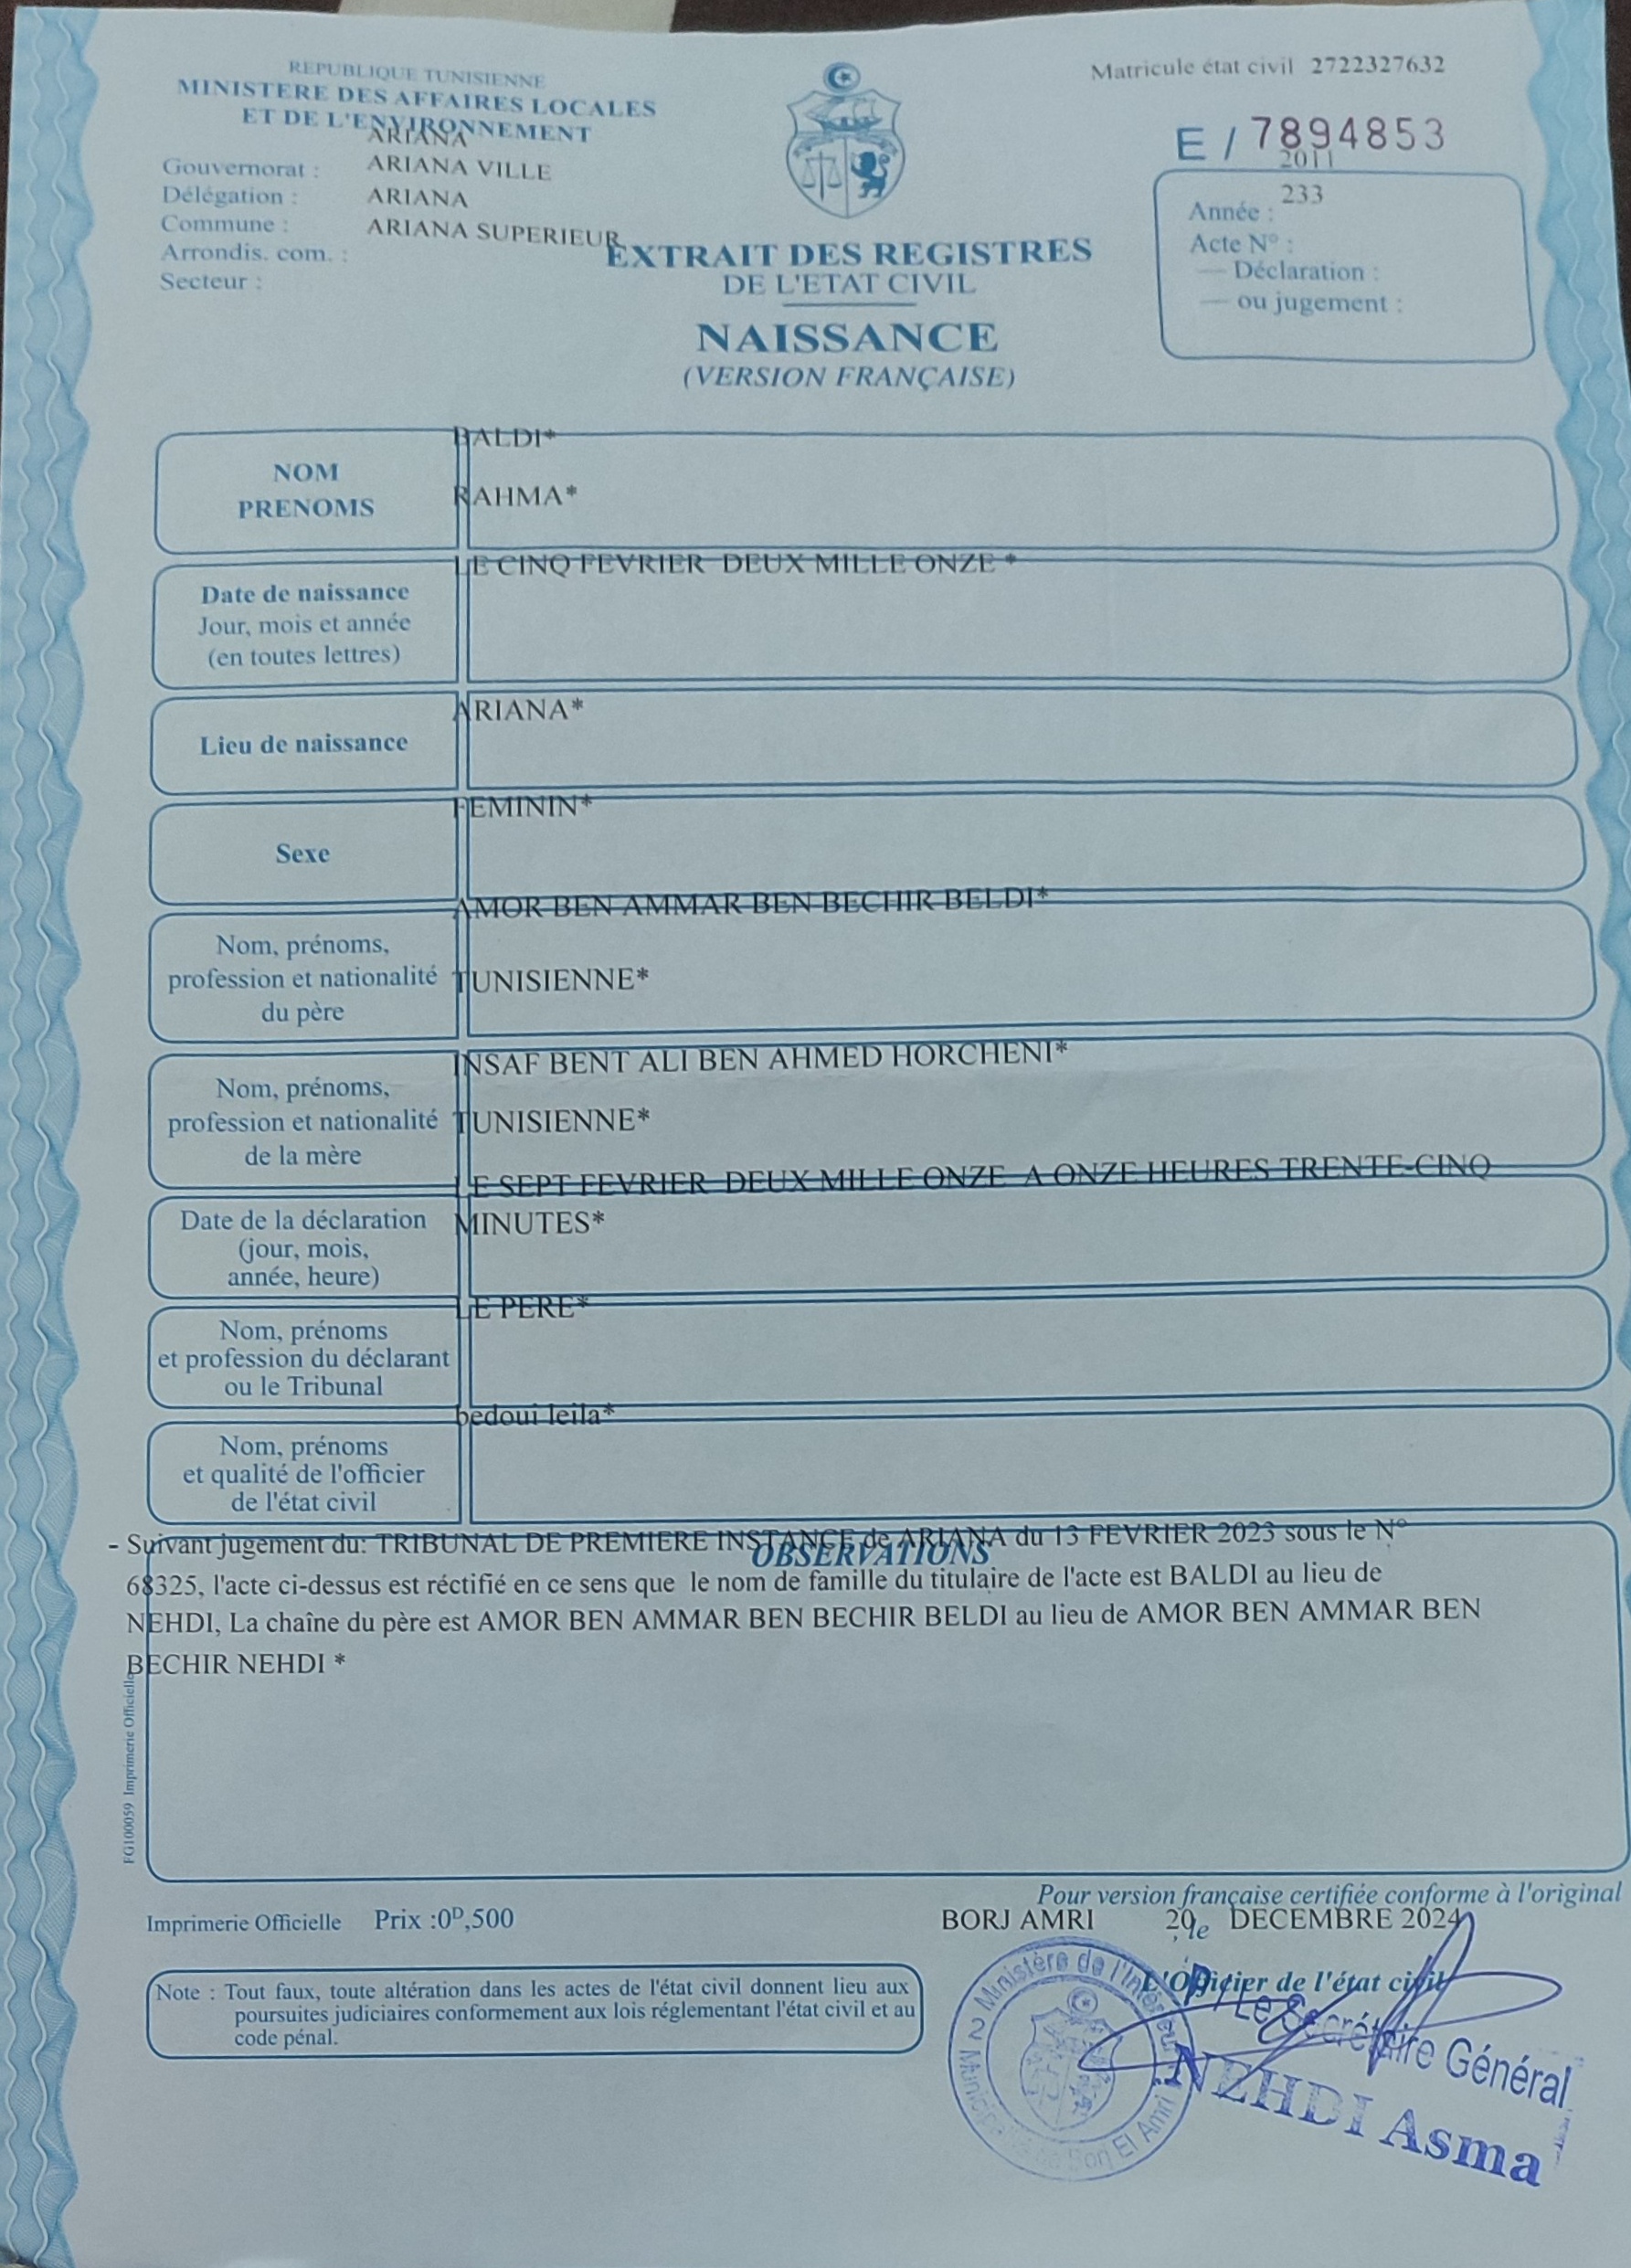 REPUBLIQUE TUNISIENNE
MINISTERE DES AFFAIRES LOCALES
ET DE L'ENVIRONNEMENT
ARIANA
Gouvernorat : ARIANA VILLE
Délégation : ARIANA
Commune : ARIANA SUPERIEUR
Arrondis. com. :
Secteur :
Matricule état civil 2722327632
E / 7894853
2011
233
Année :
Acte N° :
— Déclaration :
— ou jugement :
EXTRAIT DES REGISTRES
DE L'ETAT CIVIL
NAISSANCE
(VERSION FRANÇAISE)
NOM
PRENOMS
BALDI*
RAHMA*
Date de naissance
Jour, mois et année
(en toutes lettres)
LE CINQ FEVRIER DEUX MILLE ONZE *
Lieu de naissance
ARIANA*
Sexe
FEMININ*
Nom, prénoms,
profession et nationalité
du père
AMOR BEN AMMAR BEN BECHIR BELDI*
TUNISIENNE*
Nom, prénoms,
profession et nationalité
de la mère
INSAF BENT ALI BEN AHMED HORCHENI*
TUNISIENNE*
Date de la déclaration
(jour, mois,
année, heure)
LE SEPT FEVRIER DEUX MILLE ONZE A ONZE HEURES TRENTE-CINQ
MINUTES*
Nom, prénoms
et profession du déclarant
ou le Tribunal
LE PERE*
Nom, prénoms
et qualité de l'officier
de l'état civil
bedoui leila*
OBSERVATIONS
- Suivant jugement du: TRIBUNAL DE PREMIERE INSTANCE de ARIANA du 13 FEVRIER 2023 sous le N°
68325, l'acte ci-dessus est réctifié en ce sens que le nom de famille du titulaire de l'acte est BALDI au lieu de
NEHDI, La chaîne du père est AMOR BEN AMMAR BEN BECHIR BELDI au lieu de AMOR BEN AMMAR BEN
BECHIR NEHDI *
FG100059 Imprimerie Officielle
Pour version française certifiée conforme à l'original
Imprimerie Officielle Prix :0D,500
BORJ AMRI , le 20 DECEMBRE 2024
L'Officier de l'état civil
Note : Tout faux, toute altération dans les actes de l'état civil donnent lieu aux
poursuites judiciaires conformement aux lois réglementant l'état civil et au
code pénal.
2 Ministère de l'Intérieur
Municipalité de Borj El Amri
P/ Le Secrétaire Général
NEHDI Asma